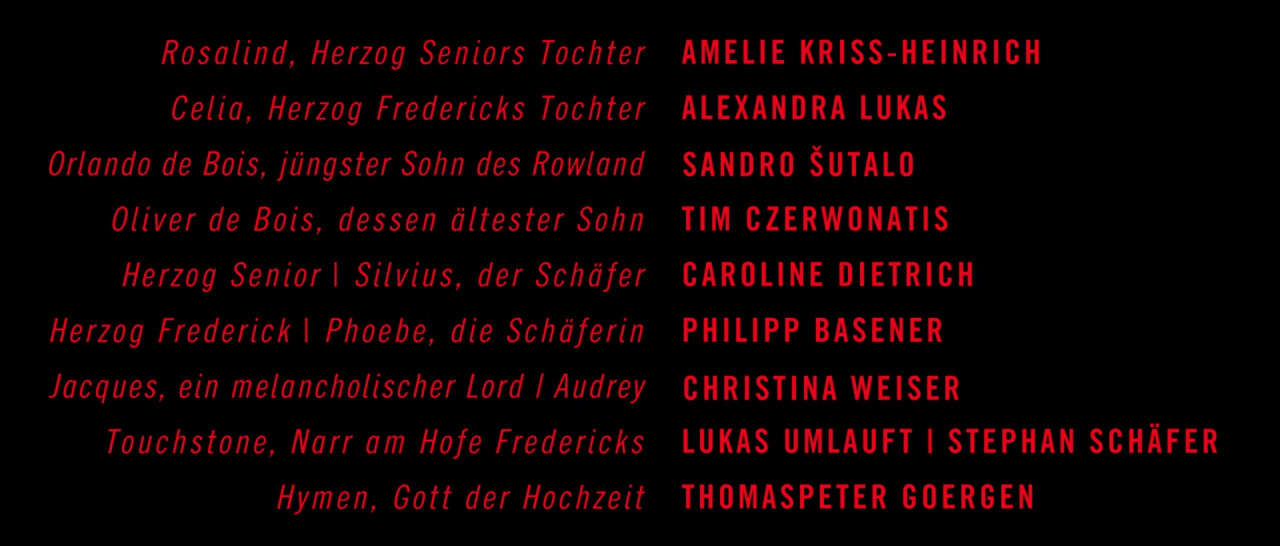 Rosalind, Herzog Seniors Tochter AMELIE KRISS-HEINRICH
Celia, Herzog Fredericks Tochter ALEXANDRA LUKAS
Orlando de Bois, jüngster Sohn des Rowland SANDRO ŠUTALO
Oliver de Bois, dessen ältester Sohn TIM CZERWONATIS
Herzog Senior | Silvius, der Schäfer CAROLINE DIETRICH
Herzog Frederick | Phoebe, die Schäferin PHILIPP BASENER
Jacques, ein melancholischer Lord | Audrey CHRISTINA WEISER
Touchstone, Narr am Hofe Fredericks LUKAS UMLAUFT | STEPHAN SCHÄFER
Hymen, Gott der Hochzeit THOMASPETER GOERGEN